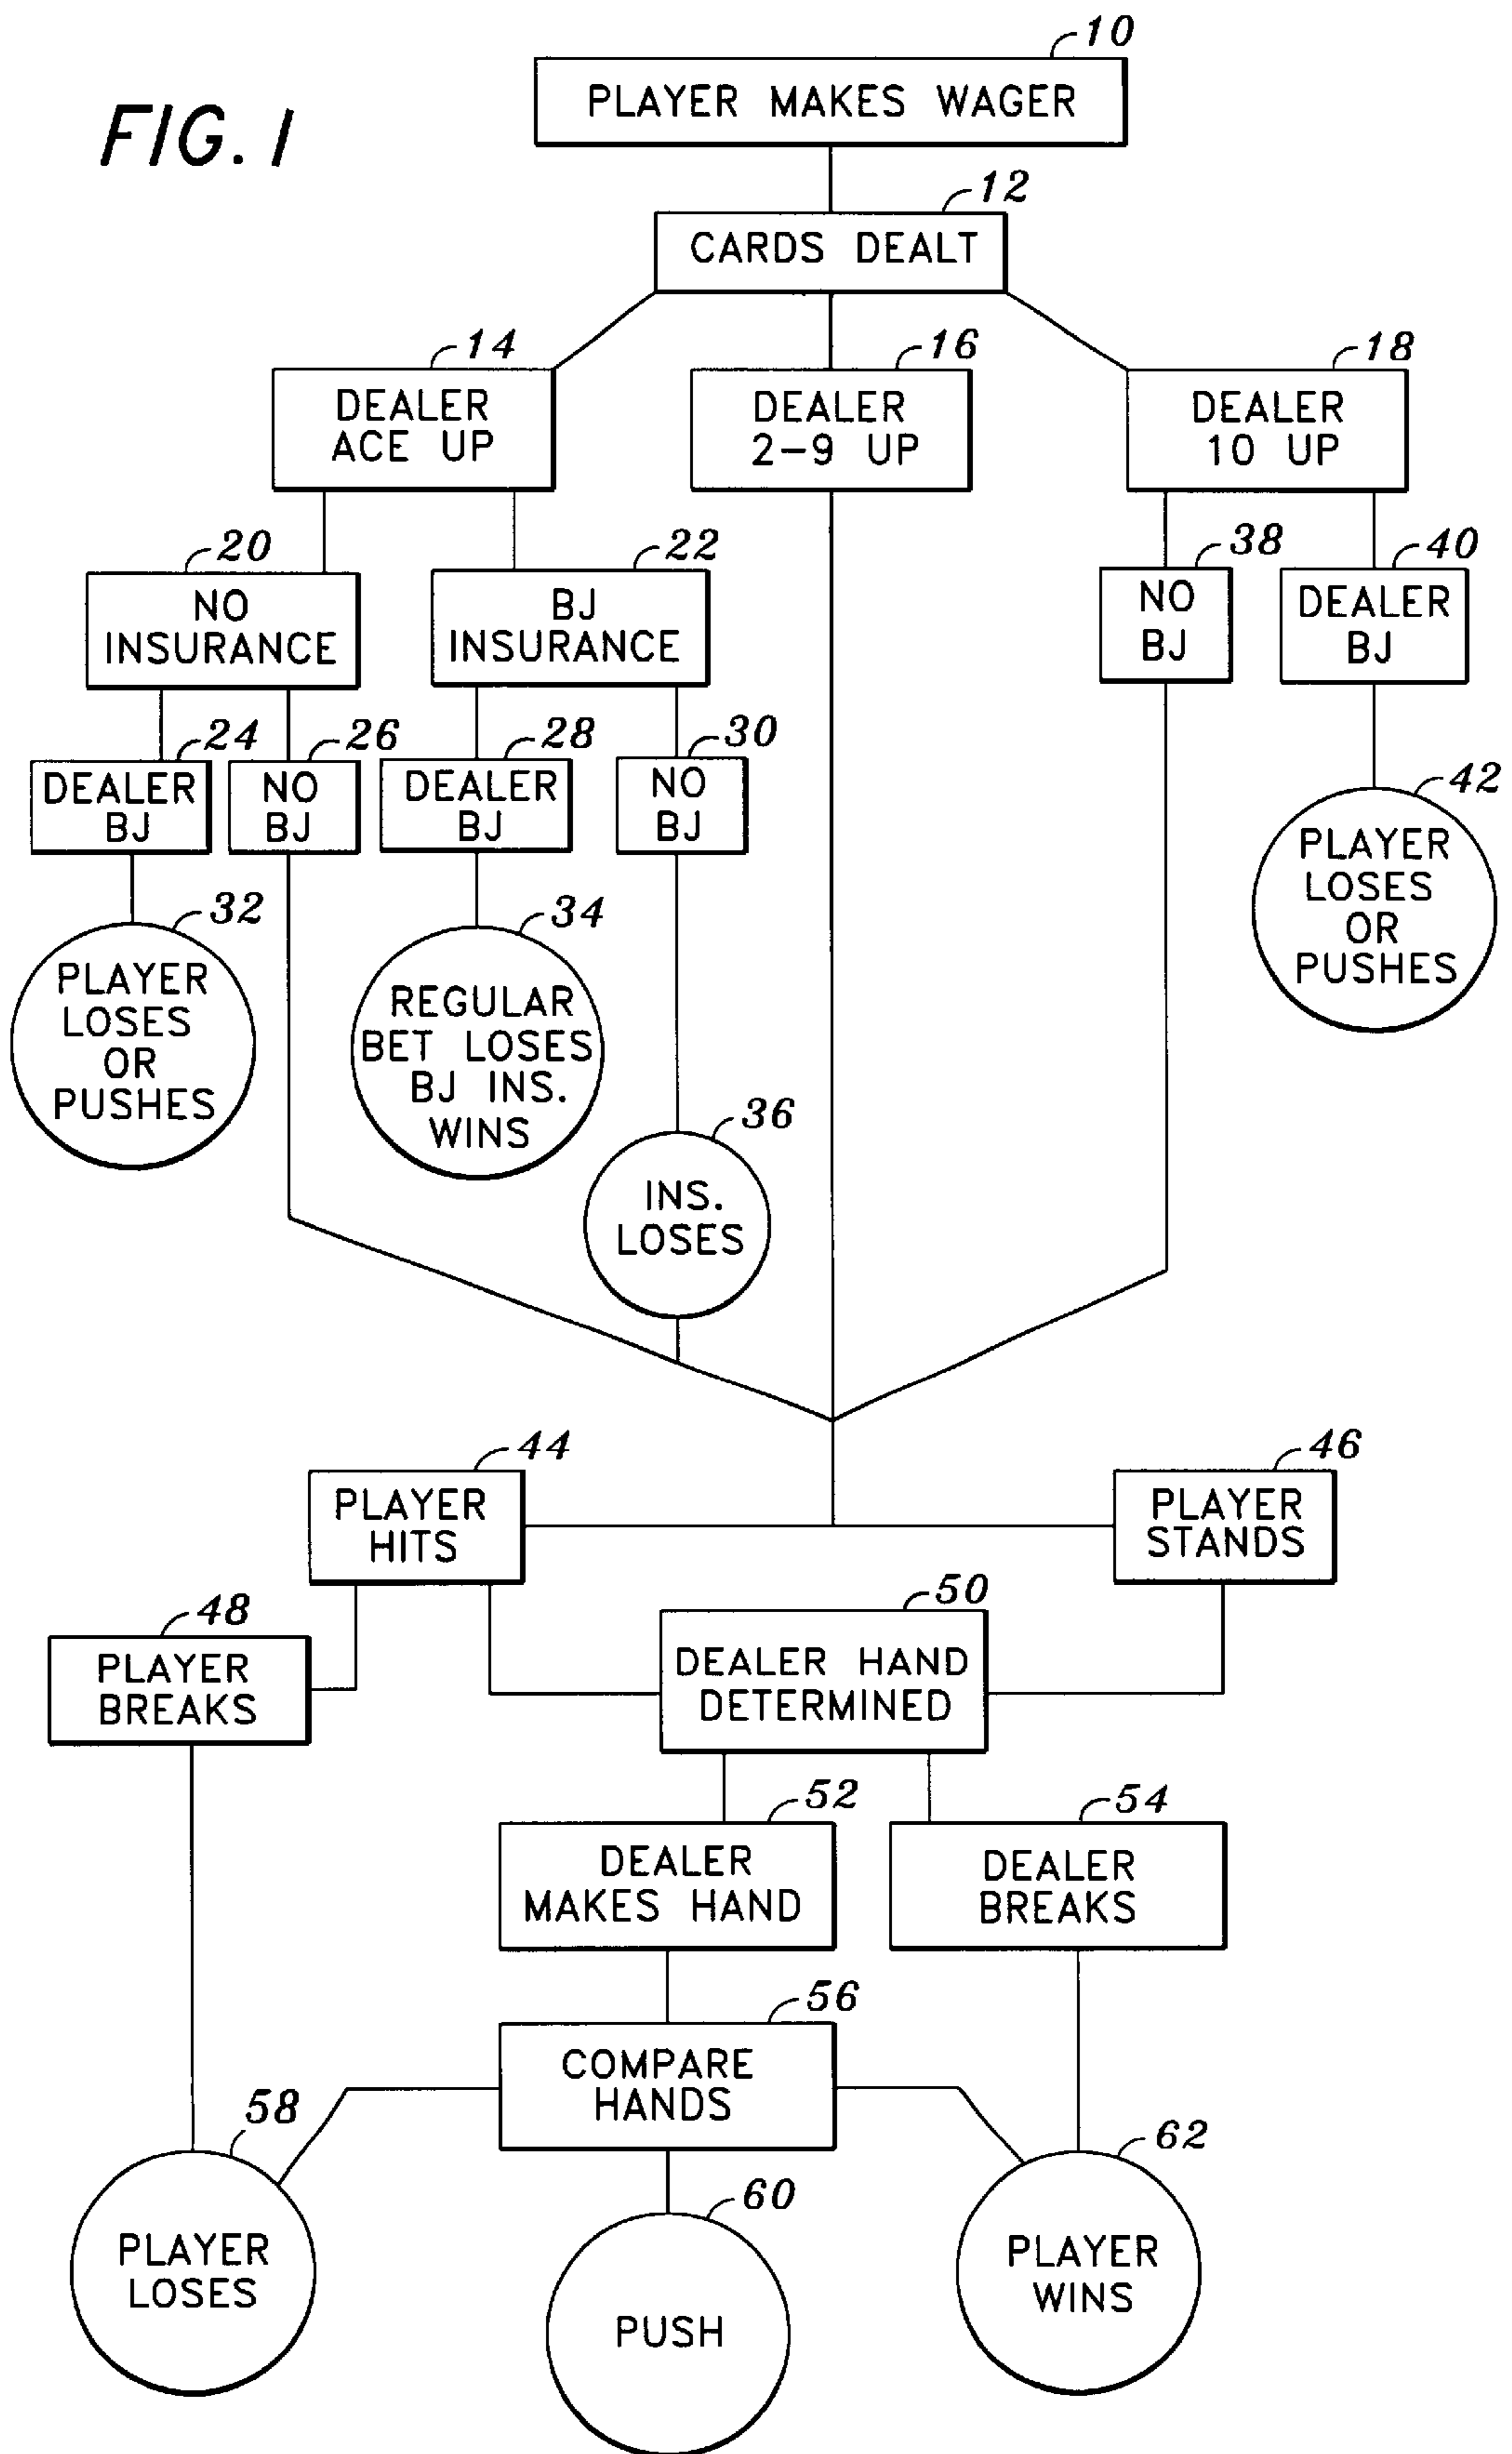 FIG. 1
10
PLAYER MAKES WAGER
12
CARDS DEALT
14
DEALER
ACE UP
16
DEALER
2-9 UP
18
DEALER
10 UP
20
NO
INSURANCE
22
BJ
INSURANCE
38
NO
BJ
40
DEALER
BJ
24
DEALER
BJ
26
NO
BJ
28
DEALER
BJ
30
NO
BJ
42
PLAYER
LOSES
OR
PUSHES
32
PLAYER
LOSES
OR
PUSHES
34
REGULAR
BET LOSES
BJ INS.
WINS
36
INS.
LOSES
44
PLAYER
HITS
46
PLAYER
STANDS
48
PLAYER
BREAKS
50
DEALER HAND
DETERMINED
52
DEALER
MAKES HAND
54
DEALER
BREAKS
56
COMPARE
HANDS
58
PLAYER
LOSES
60
PUSH
62
PLAYER
WINS